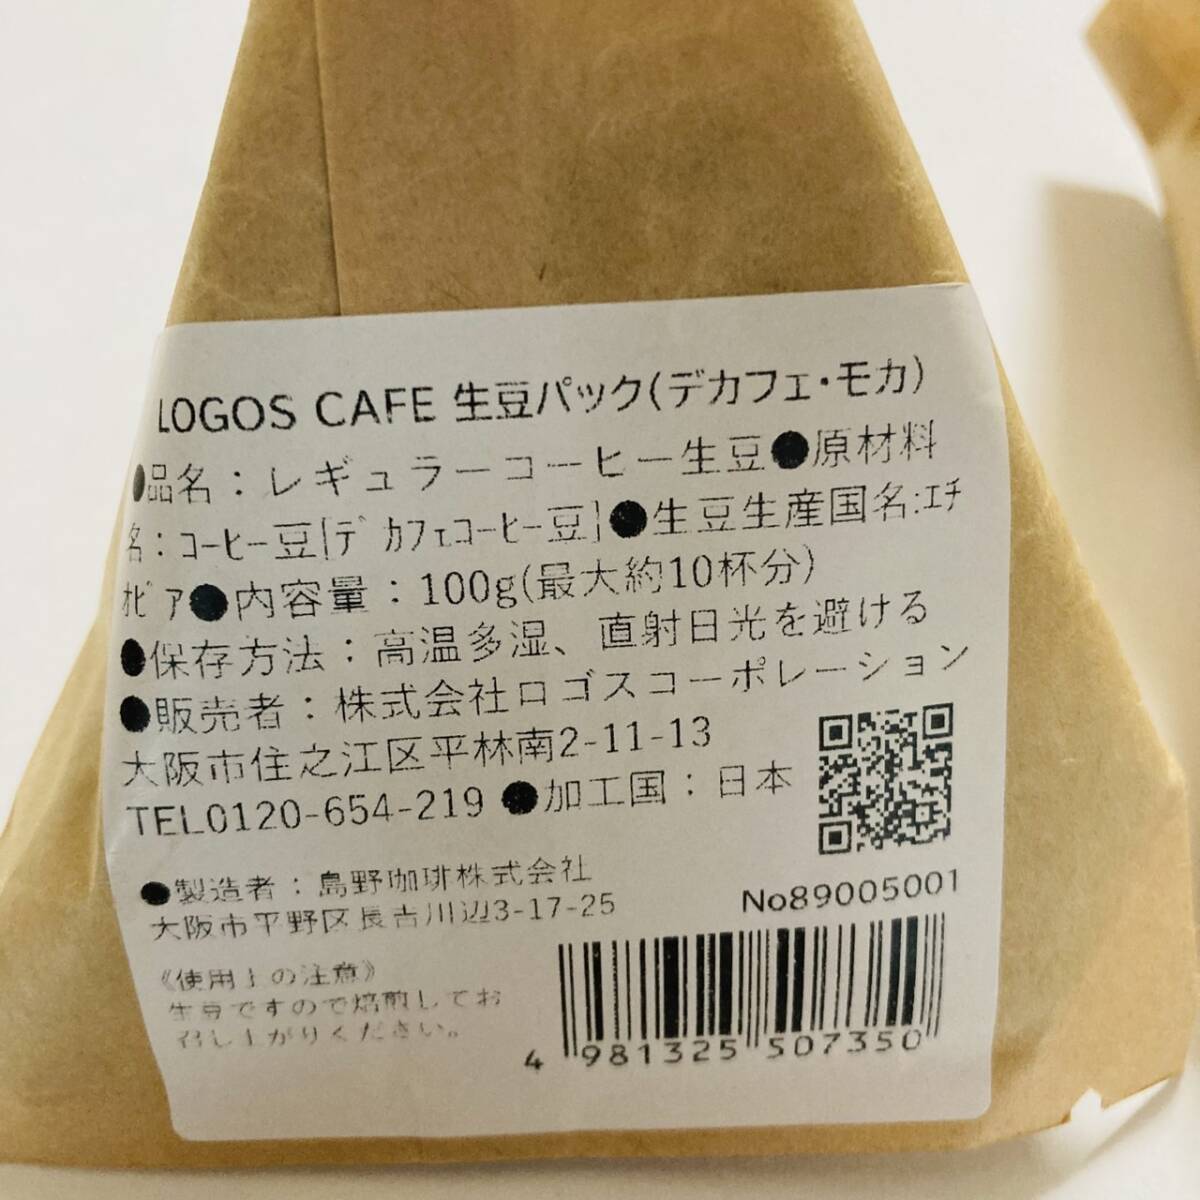 LOGOS CAFE 生豆パック(デカフェ・モカ)
●品名：レギュラーコーヒー生豆●原材料
名：ｺｰﾋｰ豆[ﾃﾞｶﾌｪｺｰﾋｰ豆]●生豆生産国名:ｴﾁ
ｵﾋﾟｱ●内容量：100g(最大約10杯分)
●保存方法：高温多湿、直射日光を避ける
●販売者：株式会社ロゴスコーポレーション
大阪市住之江区平林南2-11-13
TEL0120-654-219 ●加工国：日本
●製造者：島野珈琲株式会社
大阪市平野区長吉川辺3-17-25
No89005001
《使用上の注意》
生豆ですので焙煎してお
召し上がりください。
4 981325 507350